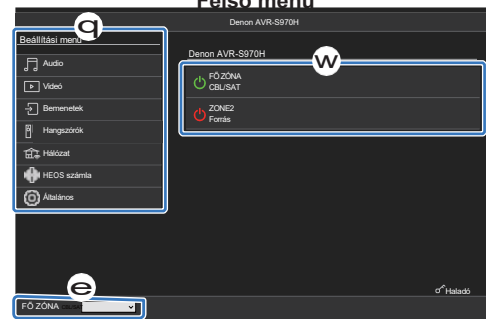 Felső menü
Denon AVR-S970H
q
Beállítási menü
Audio
Videó
Bemenetek
Hangszórók
Hálózat
HEOS számla
Általános
Denon AVR-S970H
w
FŐ ZÓNA
CBL/SAT
ZONE2
Forrás
Haladó
e
FŐ ZÓNA